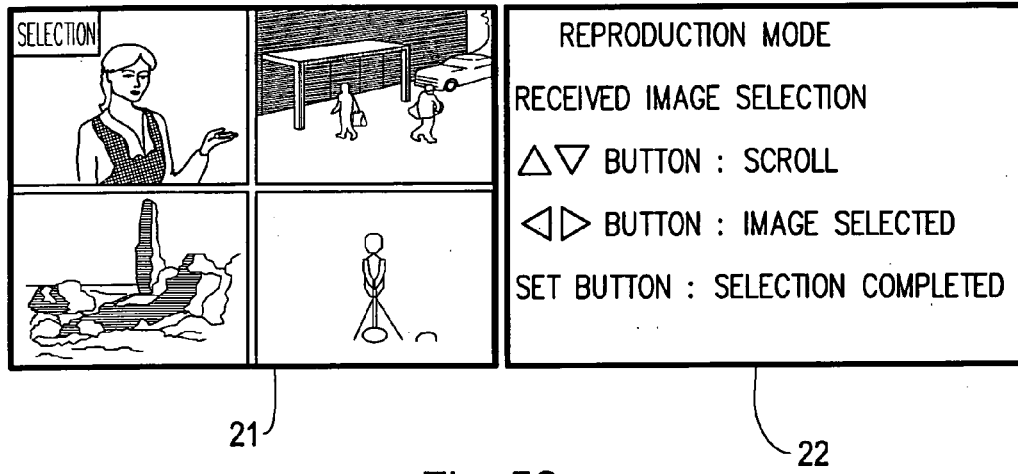 SELECTION
REPRODUCTION MODE
RECEIVED IMAGE SELECTION
△▽ BUTTON : SCROLL
◁▷ BUTTON : IMAGE SELECTED
SET BUTTON : SELECTION COMPLETED
21
22